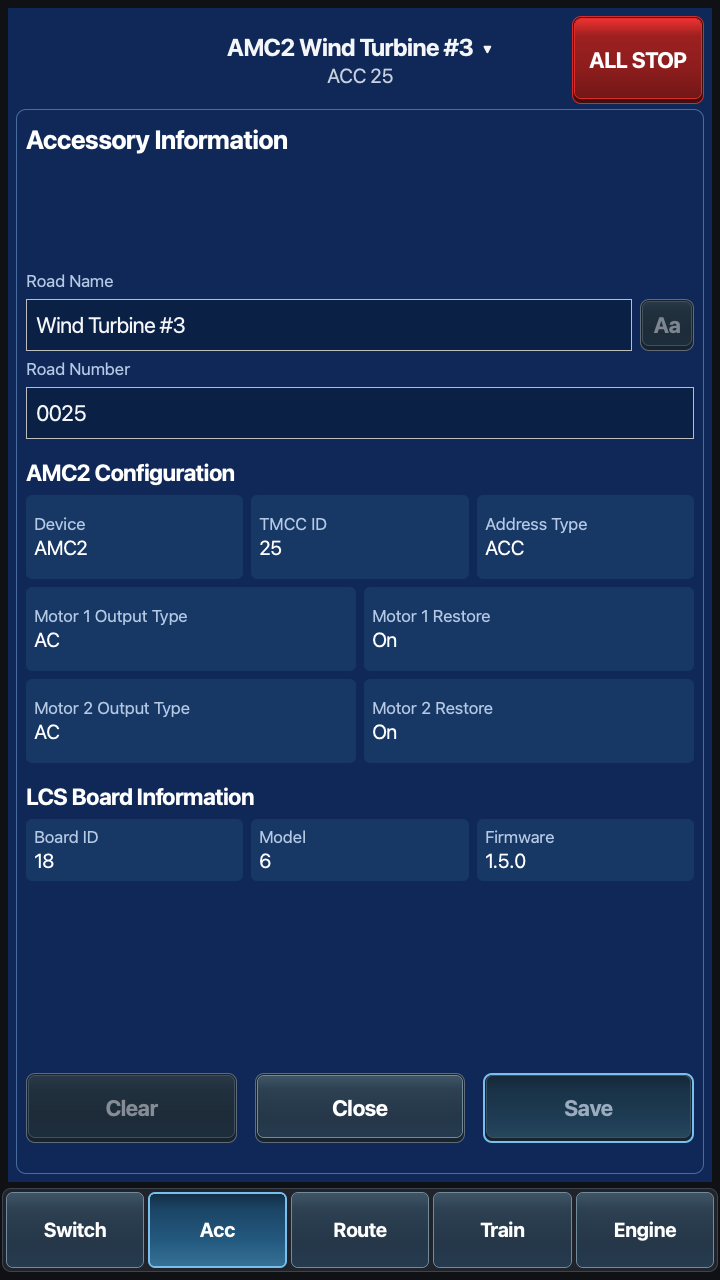 AMC2 Wind Turbine #3 ▼
ACC 25
ALL STOP
Accessory Information
Road Name
Wind Turbine #3
Aa
Road Number
0025
AMC2 Configuration
Device
AMC2
TMCC ID
25
Address Type
ACC
Motor 1 Output Type
AC
Motor 1 Restore
On
Motor 2 Output Type
AC
Motor 2 Restore
On
LCS Board Information
Board ID
18
Model
6
Firmware
1.5.0
Clear
Close
Save
Switch
Acc
Route
Train
Engine